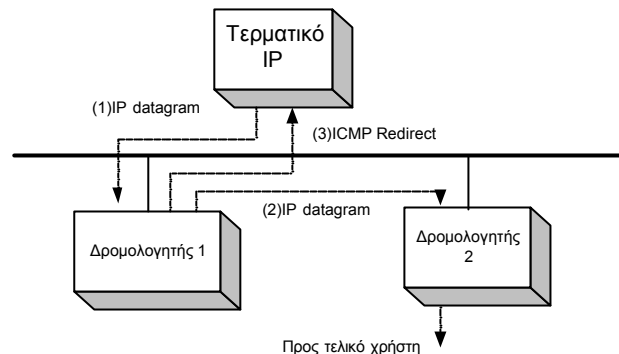 Τερματικό
IP
(1)IP datagram
(3)ICMP Redirect
(2)IP datagram
Δρομολογητής 1
Δρομολογητής
2
Προς τελικό χρήστη